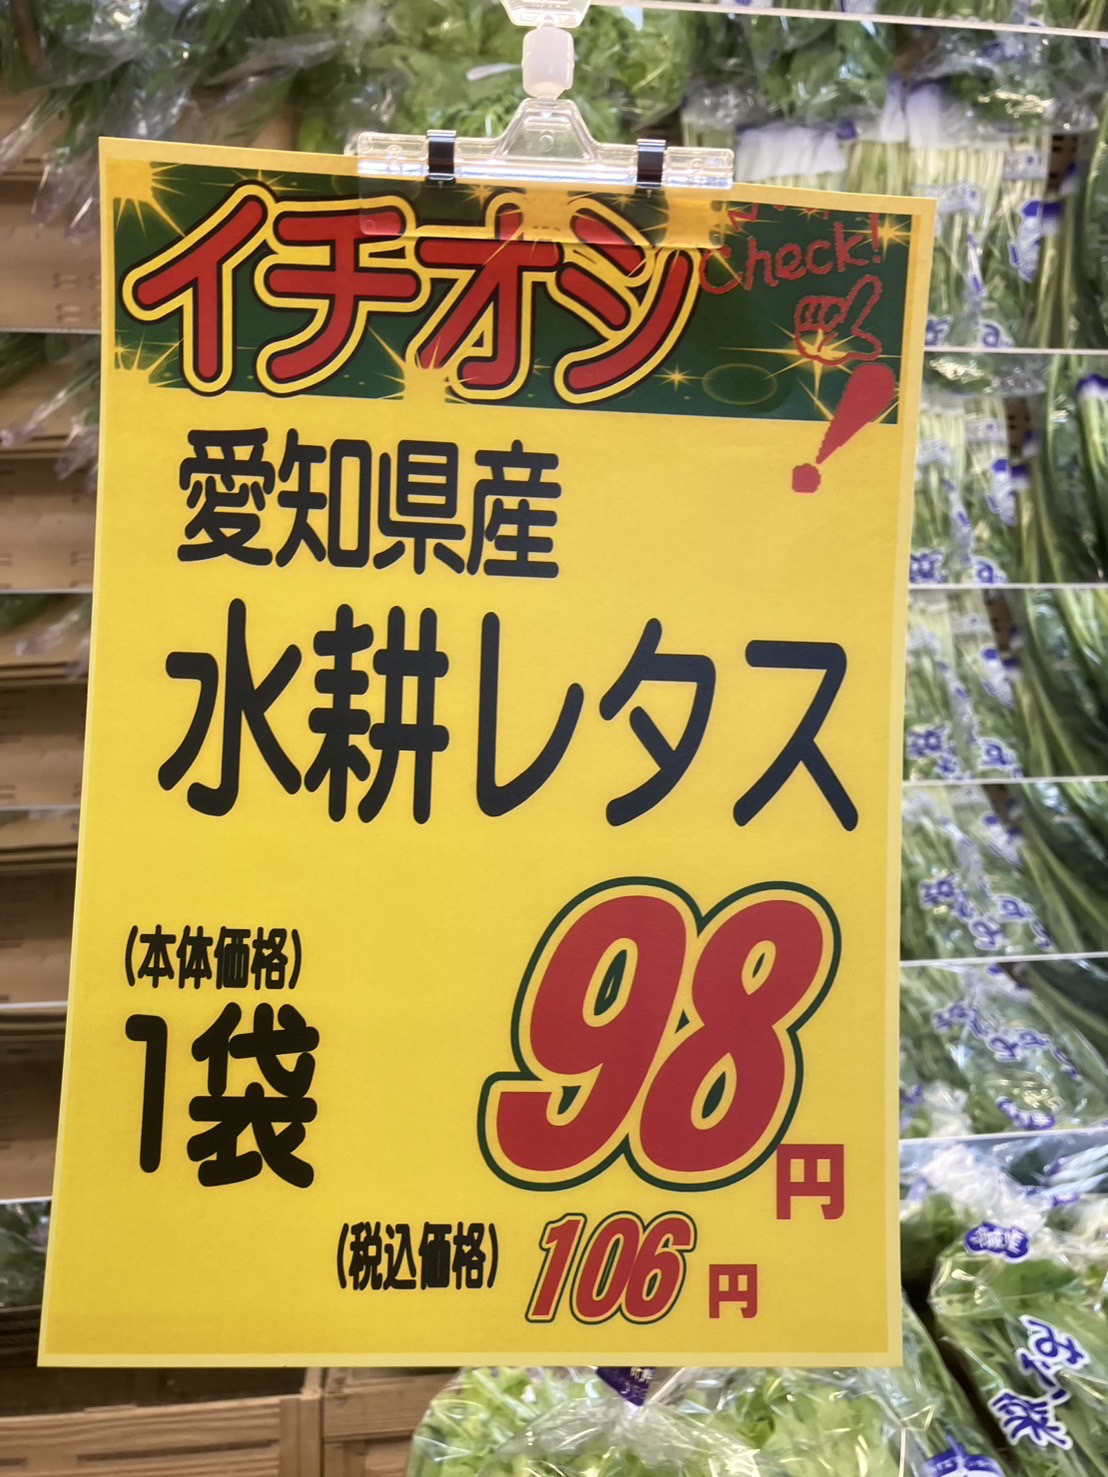 イチオシ
Check!
愛知県産
水耕レタス
(本体価格)
1袋
98円
(税込価格) 106円